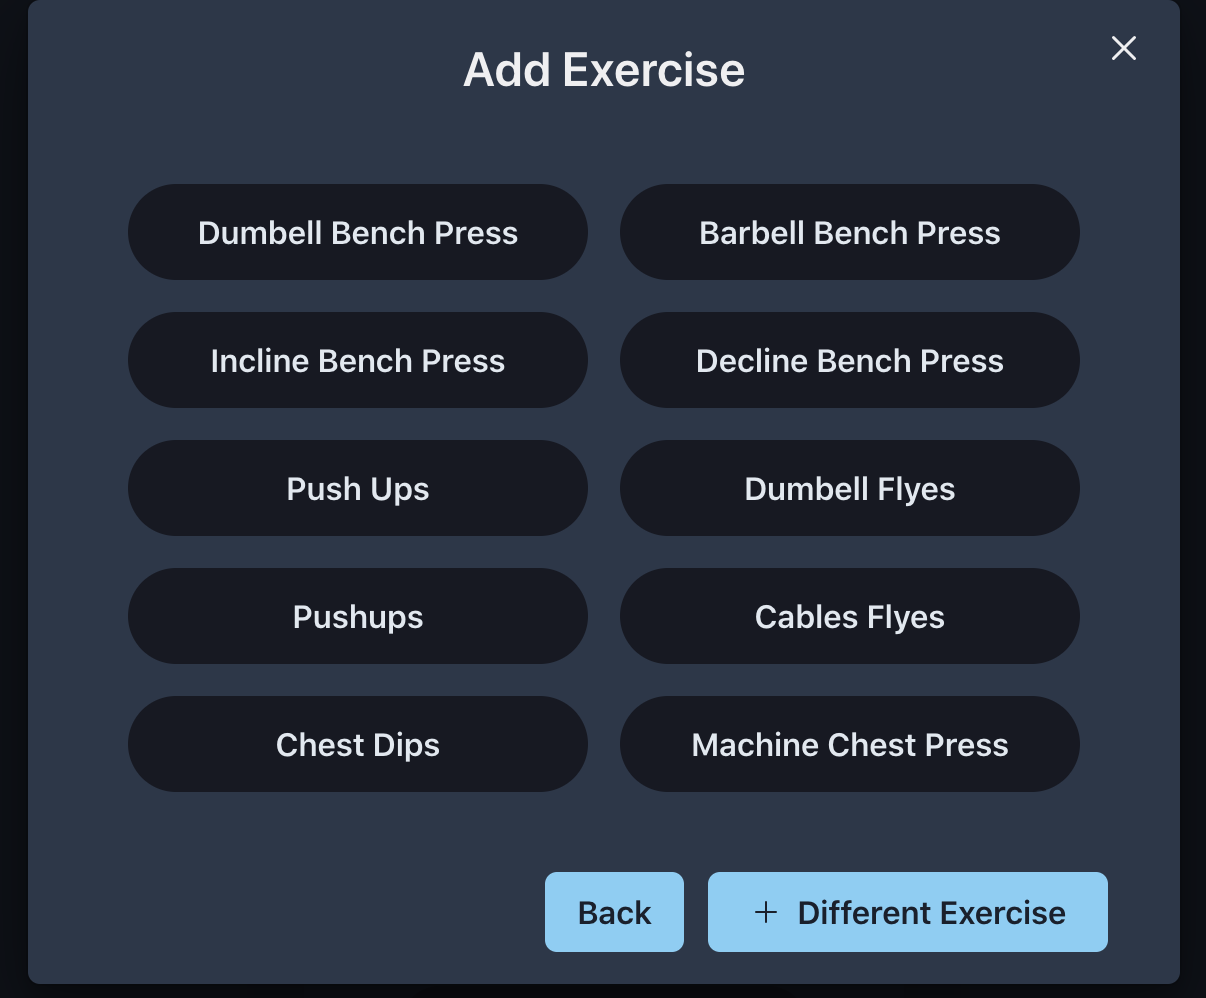 Add Exercise
Dumbell Bench Press
Barbell Bench Press
Incline Bench Press
Decline Bench Press
Push Ups
Dumbell Flyes
Pushups
Cables Flyes
Chest Dips
Machine Chest Press
Back
+ Different Exercise